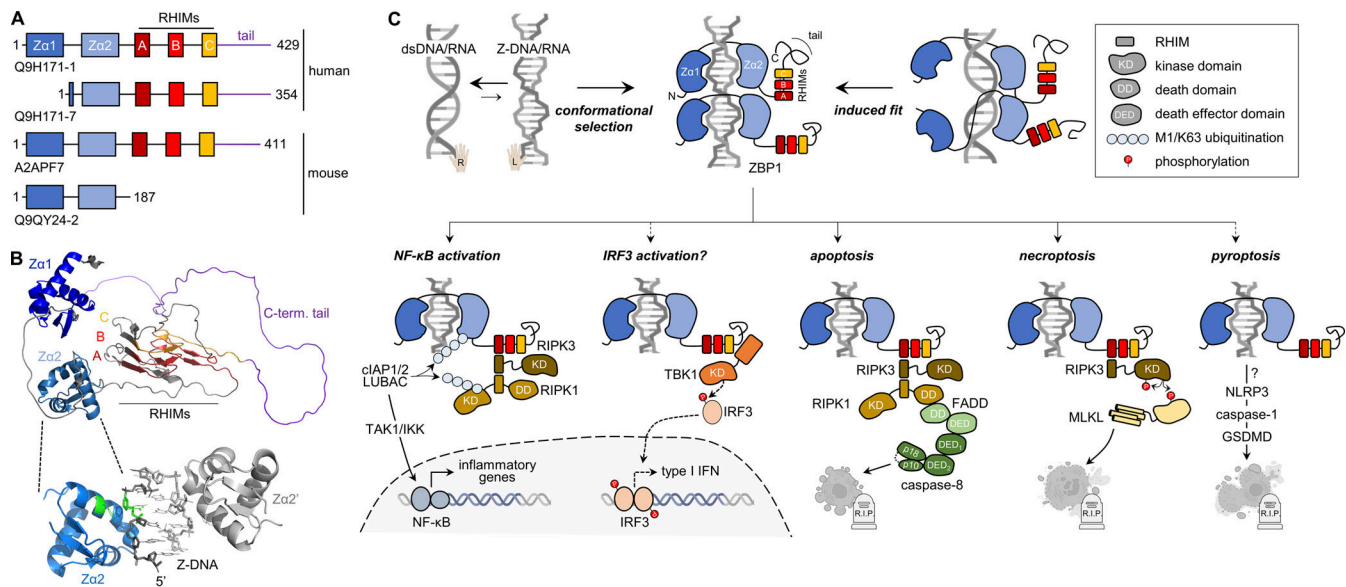 A
RHIMs
tail
1 Zα1 Zα2 A B C 429
Q9H171-1
human
1 354
Q9H171-7
1 411
A2APF7
mouse
1 187
Q9QY24-2
B
Zα1
C
B
A
Zα2
C-term. tail
RHIMs
Zα2'
Zα2
Z-DNA
5'
C
dsDNA/RNA
Z-DNA/RNA
R
L
conformational
selection
Zα1
Zα2
N
C
tail
C
B
A
RHIMs
ZBP1
induced fit
RHIM
KD kinase domain
DD death domain
DED death effector domain
M1/K63 ubiquitination
P phosphorylation
NF-κB activation
RIPK3
KD
cIAP1/2
LUBAC
DD
KD
RIPK1
TAK1/IKK
inflammatory
genes
NF-κB
IRF3 activation?
TBK1
KD
P
IRF3
type I IFN
P
P
IRF3
apoptosis
RIPK3
KD
RIPK1
KD
DD
FADD
DD
DED
DED₁
p18
p10
DED₂
caspase-8
R.I.P.
necroptosis
RIPK3
KD
P
P
MLKL
R.I.P.
pyroptosis
?
NLRP3
caspase-1
GSDMD
R.I.P.